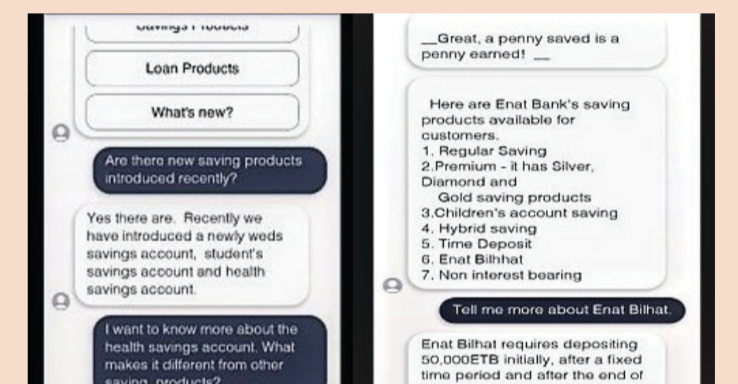 Savings Products
Loan Products
What's new?
Are there new saving products
introduced recently?
Yes there are. Recently we
have introduced a newly weds
savings account, student's
savings account and health
savings account.
I want to know more about the
health savings account. What
makes it different from other
saving products?
__Great, a penny saved is a
penny earned! __
Here are Enat Bank's saving
products available for
customers.
1. Regular Saving
2.Premium - it has Silver,
Diamond and
Gold saving products
3.Children's account saving
4. Hybrid saving
5. Time Deposit
6. Enat Bilhhat
7. Non interest bearing
Tell me more about Enat Bilhat.
Enat Bilhat requires depositing
50,000ETB initially, after a fixed
time period and after the end of